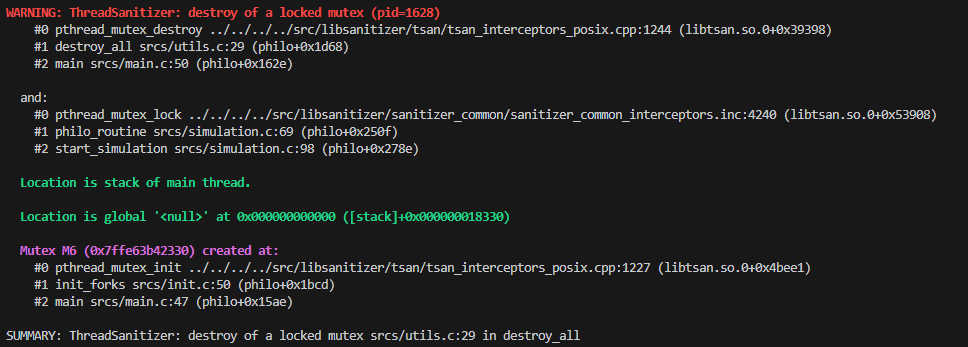 WARNING: ThreadSanitizer: destroy of a locked mutex (pid=1628)
#0 pthread_mutex_destroy ../../../../src/libsanitizer/tsan/tsan_interceptors_posix.cpp:1244 (libtsan.so.0+0x39398)
#1 destroy_all srcs/utils.c:29 (philo+0x1d68)
#2 main srcs/main.c:50 (philo+0x162e)
and:
#0 pthread_mutex_lock ../../../../src/libsanitizer/sanitizer_common/sanitizer_common_interceptors.inc:4240 (libtsan.so.0+0x53908)
#1 philo_routine srcs/simulation.c:69 (philo+0x250f)
#2 start_simulation srcs/simulation.c:98 (philo+0x278e)
Location is stack of main thread.
Location is global '<null>' at 0x000000000000 ([stack]+0x000000018330)
Mutex M6 (0x7ffe63b42330) created at:
#0 pthread_mutex_init ../../../../src/libsanitizer/tsan/tsan_interceptors_posix.cpp:1227 (libtsan.so.0+0x4bee1)
#1 init_forks srcs/init.c:50 (philo+0x1bcd)
#2 main srcs/main.c:47 (philo+0x15ae)
SUMMARY: ThreadSanitizer: destroy of a locked mutex srcs/utils.c:29 in destroy_all